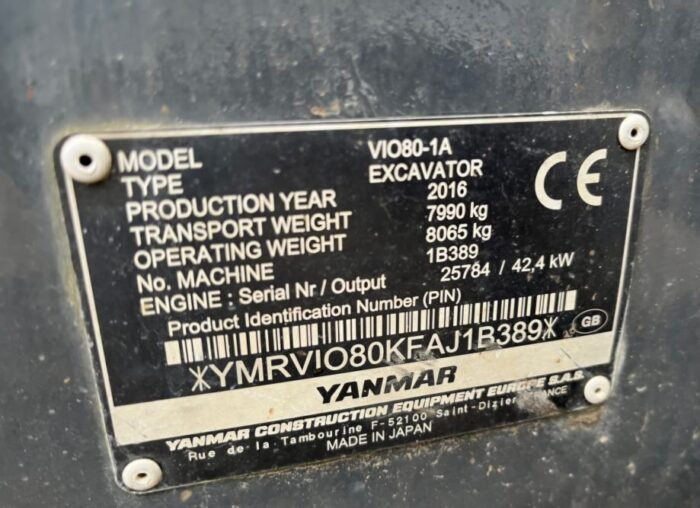 MODEL VIO80-1A
TYPE EXCAVATOR
PRODUCTION YEAR 2016
TRANSPORT WEIGHT 7990 kg
OPERATING WEIGHT 8065 kg
No. MACHINE 1B389
ENGINE : Serial Nr / Output 25784 / 42,4 kW
Product Identification Number (PIN)
CE
GB
*YMRVIO80KFAJ1B389*
YANMAR
YANMAR CONSTRUCTION EQUIPMENT EUROPE S.A.S.
Rue de la Tambourine F-52100 Saint-Dizier FRANCE
MADE IN JAPAN